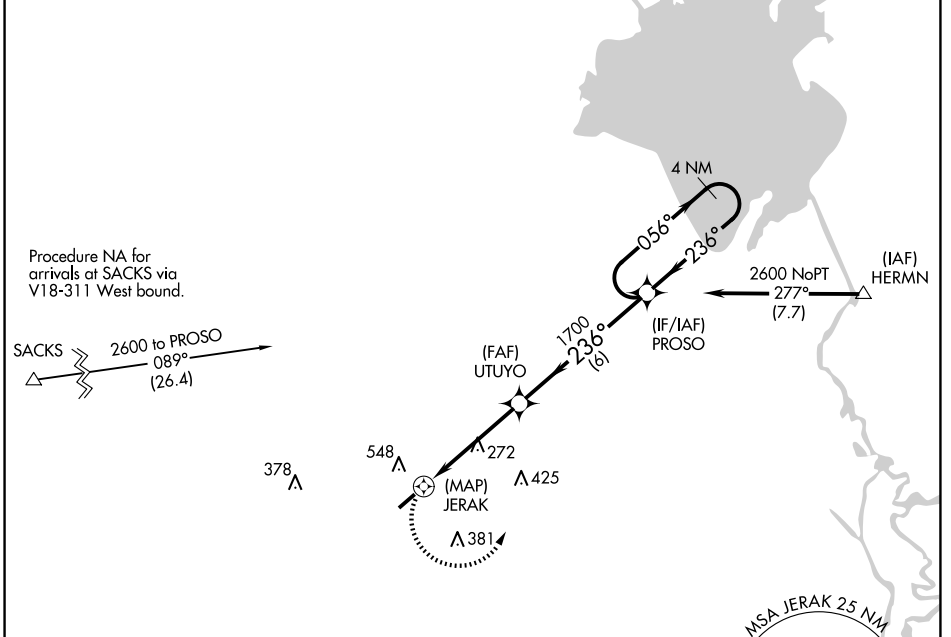 4 NM
056°
236°
Procedure NA for
arrivals at SACKS via
V18-311 West bound.
(IAF)
HERMN
2600 NoPT
277°
(7.7)
SACKS
2600 to PROSO
089°
(26.4)
1700
236°
(6)
(IF/IAF)
PROSO
(FAF)
UTUYO
272
548
425
378
(MAP)
JERAK
381
MSA JERAK 25 NM